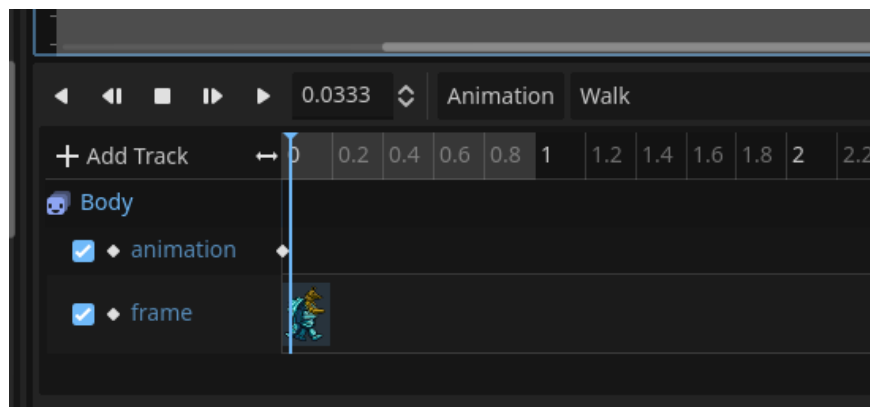 0.0333 Animation Walk
Add Track 0 0.2 0.4 0.6 0.8 1 1.2 1.4 1.6 1.8 2 2.2
Body
animation
frame